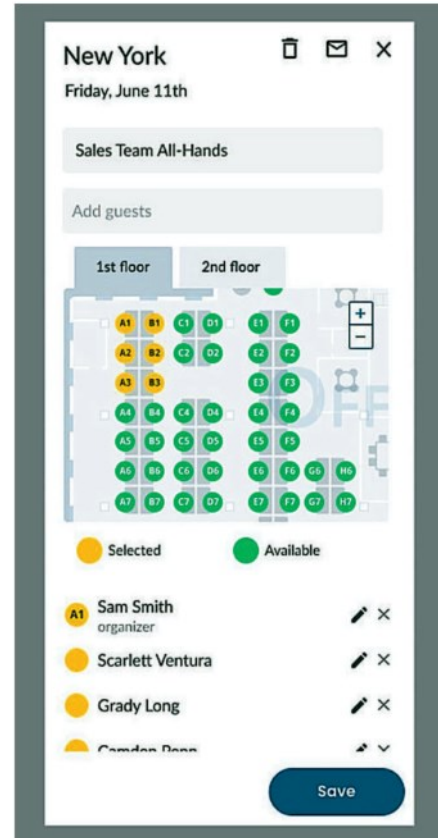 New York
Friday, June 11th
Sales Team All-Hands
Add guests
1st floor 2nd floor
A1 B1 C1 D1 E1 F1
A2 B2 C2 D2 E2 F2
A3 B3 E3 F3
A4 B4 C4 D4 E4 F4
A5 B5 C5 D5 E5 F5
A6 B6 C6 D6 E6 F6 G6 H6
A7 B7 C7 D7 E7 F7 G7 H7
Selected Available
A1 Sam Smith
organizer
Scarlett Ventura
Grady Long
Camden Penn
Save